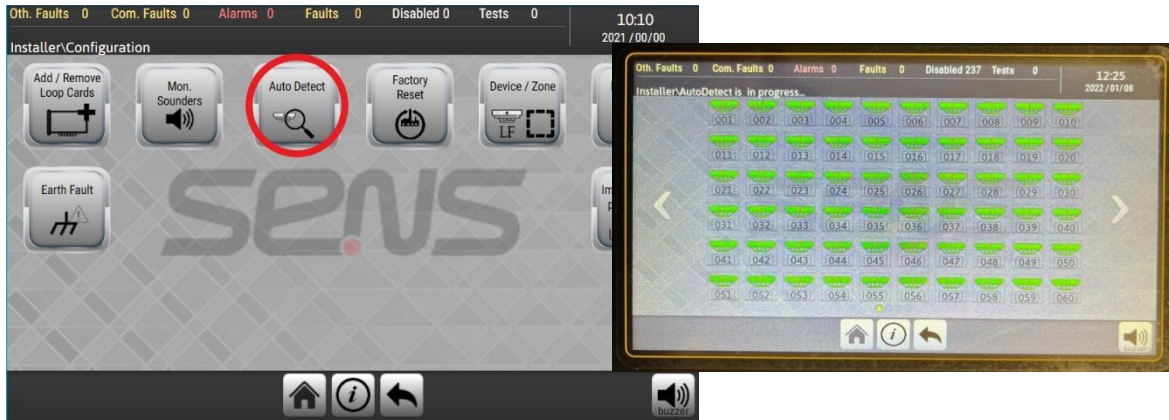 Oth. Faults 0 Com. Faults 0 Alarms 0 Faults 0 Disabled 0 Tests 0
10:10
2021 /00/00
Installer\Configuration
Add / Remove
Loop Cards
Mon.
Sounders
Auto Detect
Factory
Reset
Device / Zone
LF
Earth Fault
SENS
buzzer
Oth. Faults 0 Com. Faults 0 Alarms 0 Faults 0 Disabled 237 Tests 0
12:25
2022/01/08
Installer\AutoDetect is in progress...
001 002 003 004 005 006 007 008 009 010
011 012 013 014 015 016 017 018 019 020
021 022 023 024 025 026 027 028 029 030
031 032 033 034 035 036 037 038 039 040
041 042 043 044 045 046 047 048 049 050
051 052 053 054 055 056 057 058 059 060
buzzer